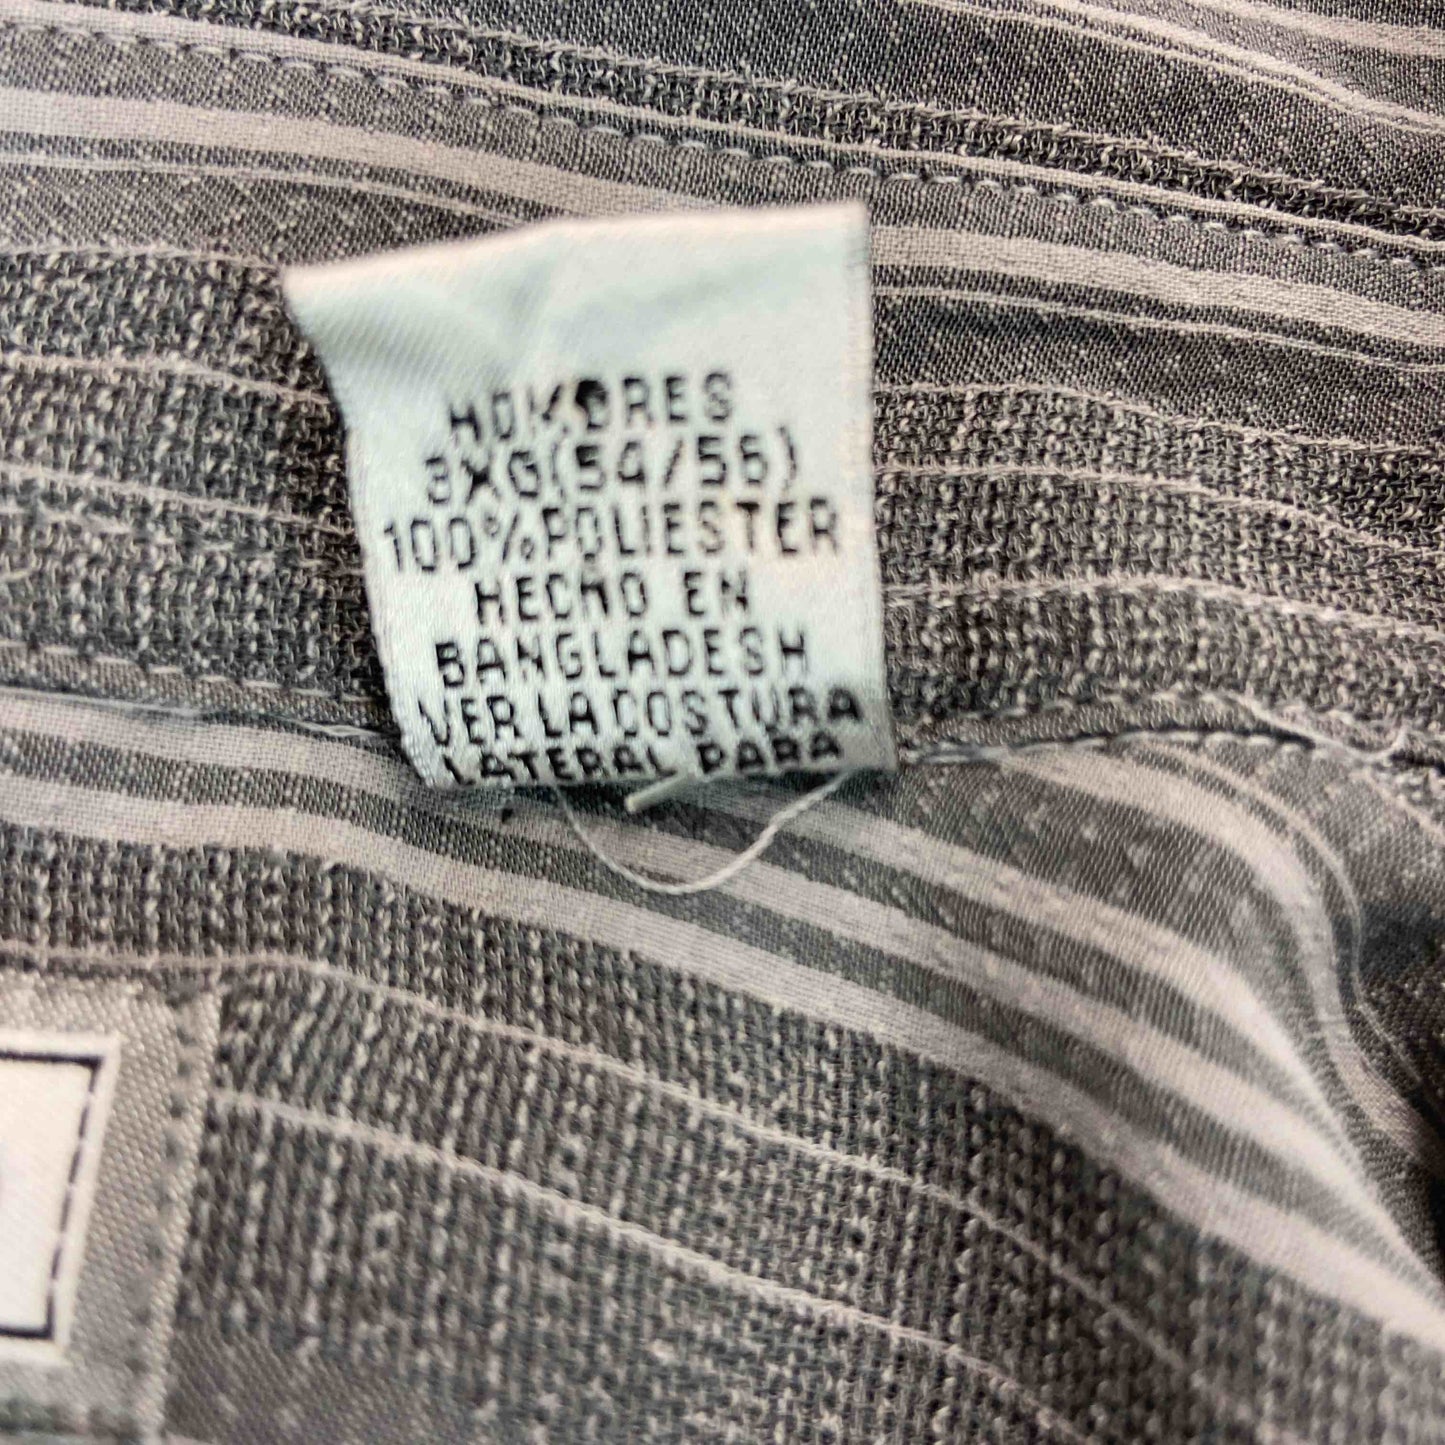 HOMBRES
3XG(54/56)
100%POLIESTER
HECHO EN
BANGLADESH
VER LA COSTURA
LATERAL PARA